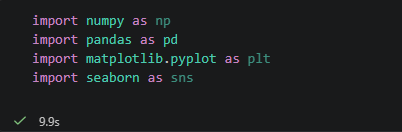 import numpy as np
import pandas as pd
import matplotlib.pyplot as plt
import seaborn as sns
9.9s